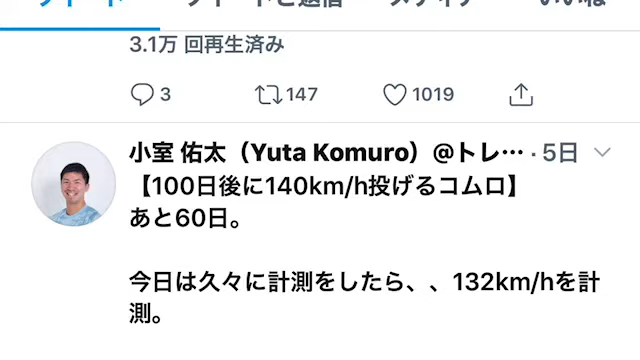 3.1万 回再生済み
3 147 1019
小室 佑太（Yuta Komuro）@トレ… · 5日
【100日後に140km/h投げるコムロ】
あと60日。
今日は久々に計測をしたら、、132km/hを計
測。